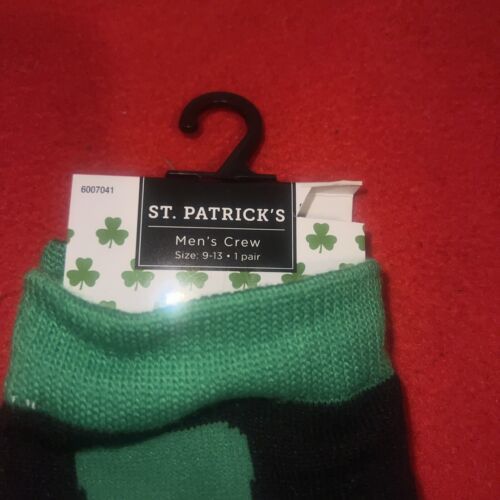 6007041
ST. PATRICK'S
Men's Crew
Size: 9-13 • 1 pair